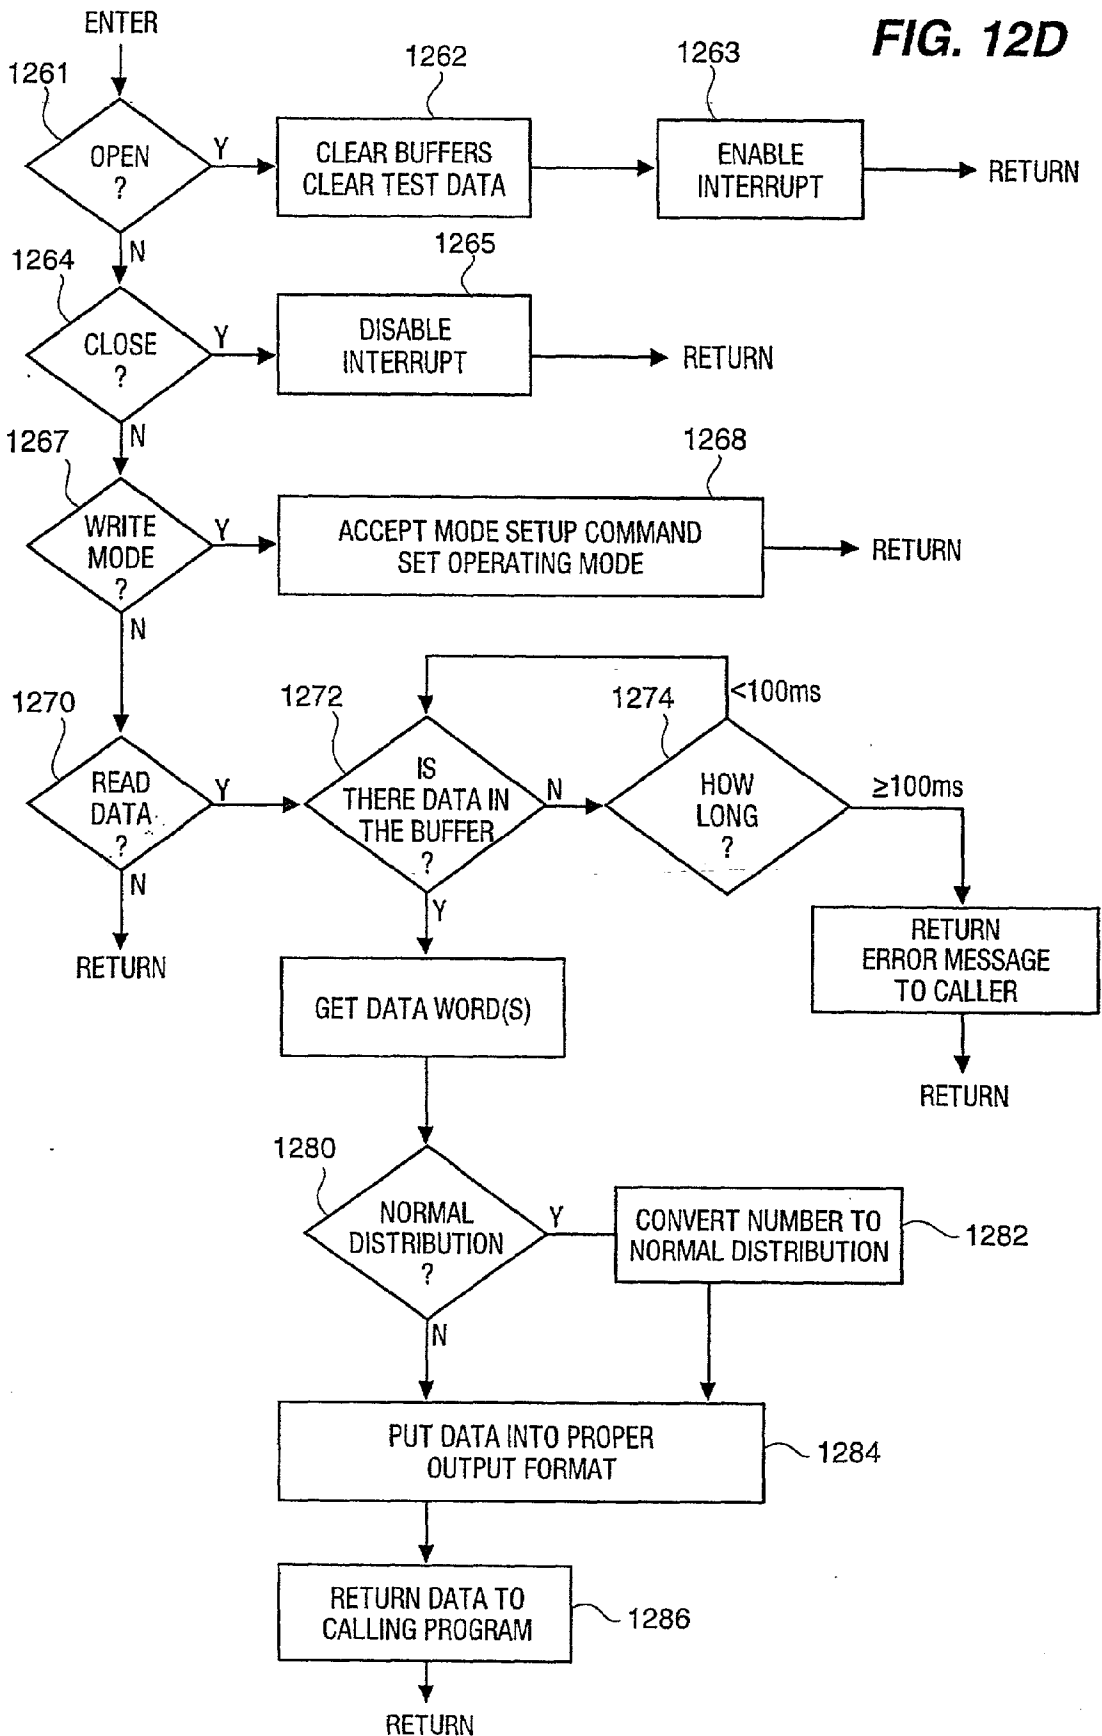 ENTER
FIG. 12D
1261
1262
1263
OPEN
?
Y
CLEAR BUFFERS
CLEAR TEST DATA
ENABLE
INTERRUPT
RETURN
N
1264
1265
CLOSE
?
Y
DISABLE
INTERRUPT
RETURN
N
1267
1268
WRITE
MODE
?
Y
ACCEPT MODE SETUP COMMAND
SET OPERATING MODE
RETURN
N
1270
1272
1274
<100ms
READ
DATA
?
Y
IS
THERE DATA IN
THE BUFFER
?
N
HOW
LONG
?
≥100ms
N
RETURN
Y
RETURN
ERROR MESSAGE
TO CALLER
RETURN
GET DATA WORD(S)
1280
NORMAL
DISTRIBUTION
?
Y
CONVERT NUMBER TO
NORMAL DISTRIBUTION
1282
N
PUT DATA INTO PROPER
OUTPUT FORMAT
1284
RETURN DATA TO
CALLING PROGRAM
1286
RETURN